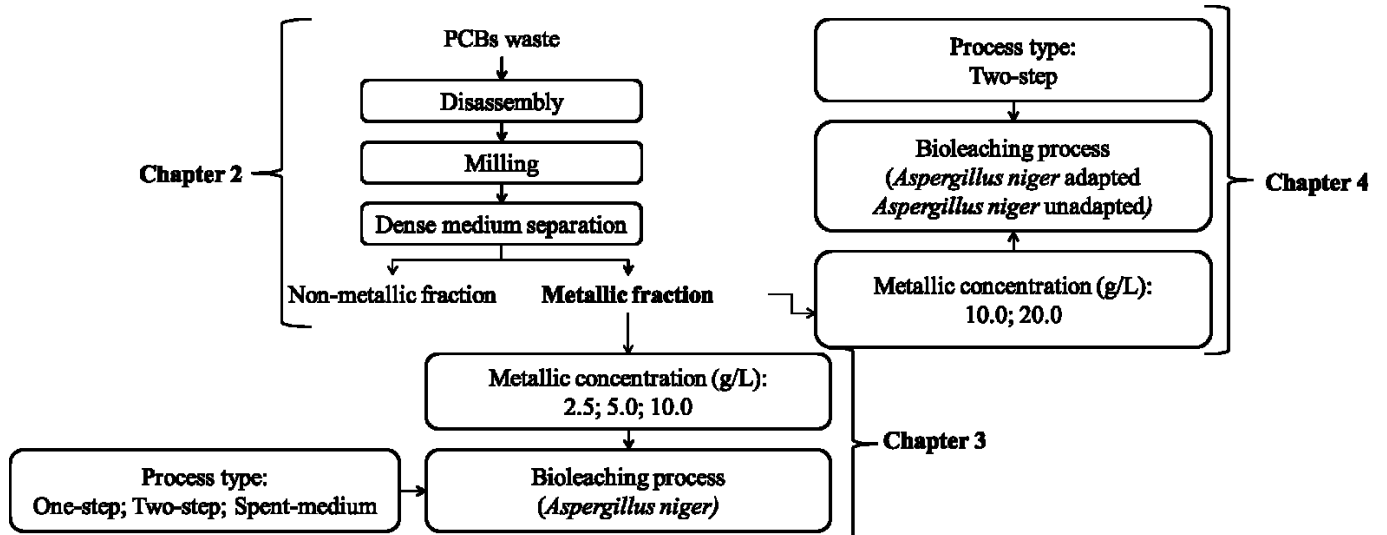 PCBs waste
Disassembly
Milling
Dense medium separation
Non-metallic fraction
Metallic fraction
Chapter 2
Process type:
Two-step
Bioleaching process
(Aspergillus niger adapted
Aspergillus niger unadapted)
Metallic concentration (g/L):
10.0; 20.0
Chapter 4
Metallic concentration (g/L):
2.5; 5.0; 10.0
Process type:
One-step; Two-step; Spent-medium
Bioleaching process
(Aspergillus niger)
Chapter 3